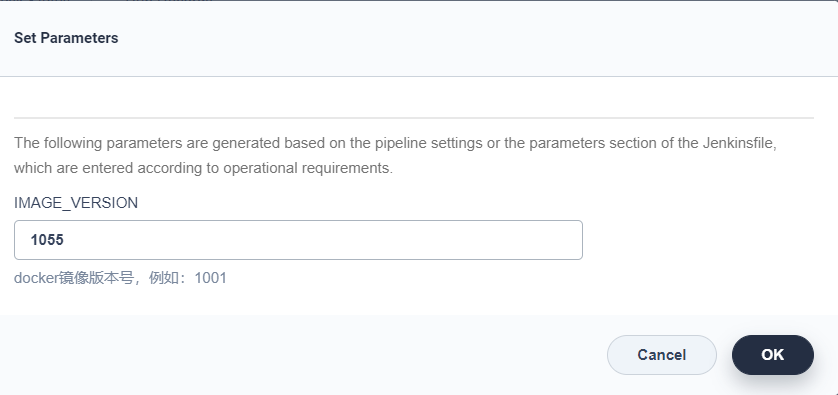 Set Parameters
The following parameters are generated based on the pipeline settings or the parameters section of the Jenkinsfile,
which are entered according to operational requirements.
IMAGE_VERSION
1055
docker镜像版本号，例如：1001
Cancel
OK